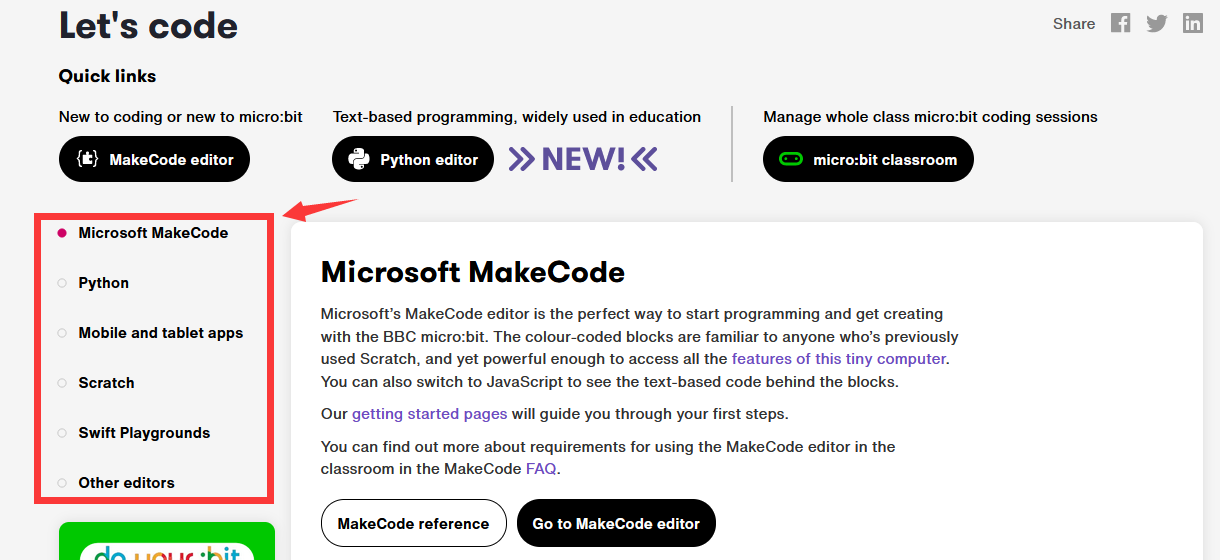 Let's code
Share
Quick links
New to coding or new to micro:bit
MakeCode editor
Text-based programming, widely used in education
Python editor
NEW!
Manage whole class micro:bit coding sessions
micro:bit classroom
Microsoft MakeCode
Python
Mobile and tablet apps
Scratch
Swift Playgrounds
Other editors
do your :bit
Microsoft MakeCode
Microsoft’s MakeCode editor is the perfect way to start programming and get creating
with the BBC micro:bit. The colour-coded blocks are familiar to anyone who’s previously
used Scratch, and yet powerful enough to access all the features of this tiny computer.
You can also switch to JavaScript to see the text-based code behind the blocks.
Our getting started pages will guide you through your first steps.
You can find out more about requirements for using the MakeCode editor in the
classroom in the MakeCode FAQ.
MakeCode reference
Go to MakeCode editor